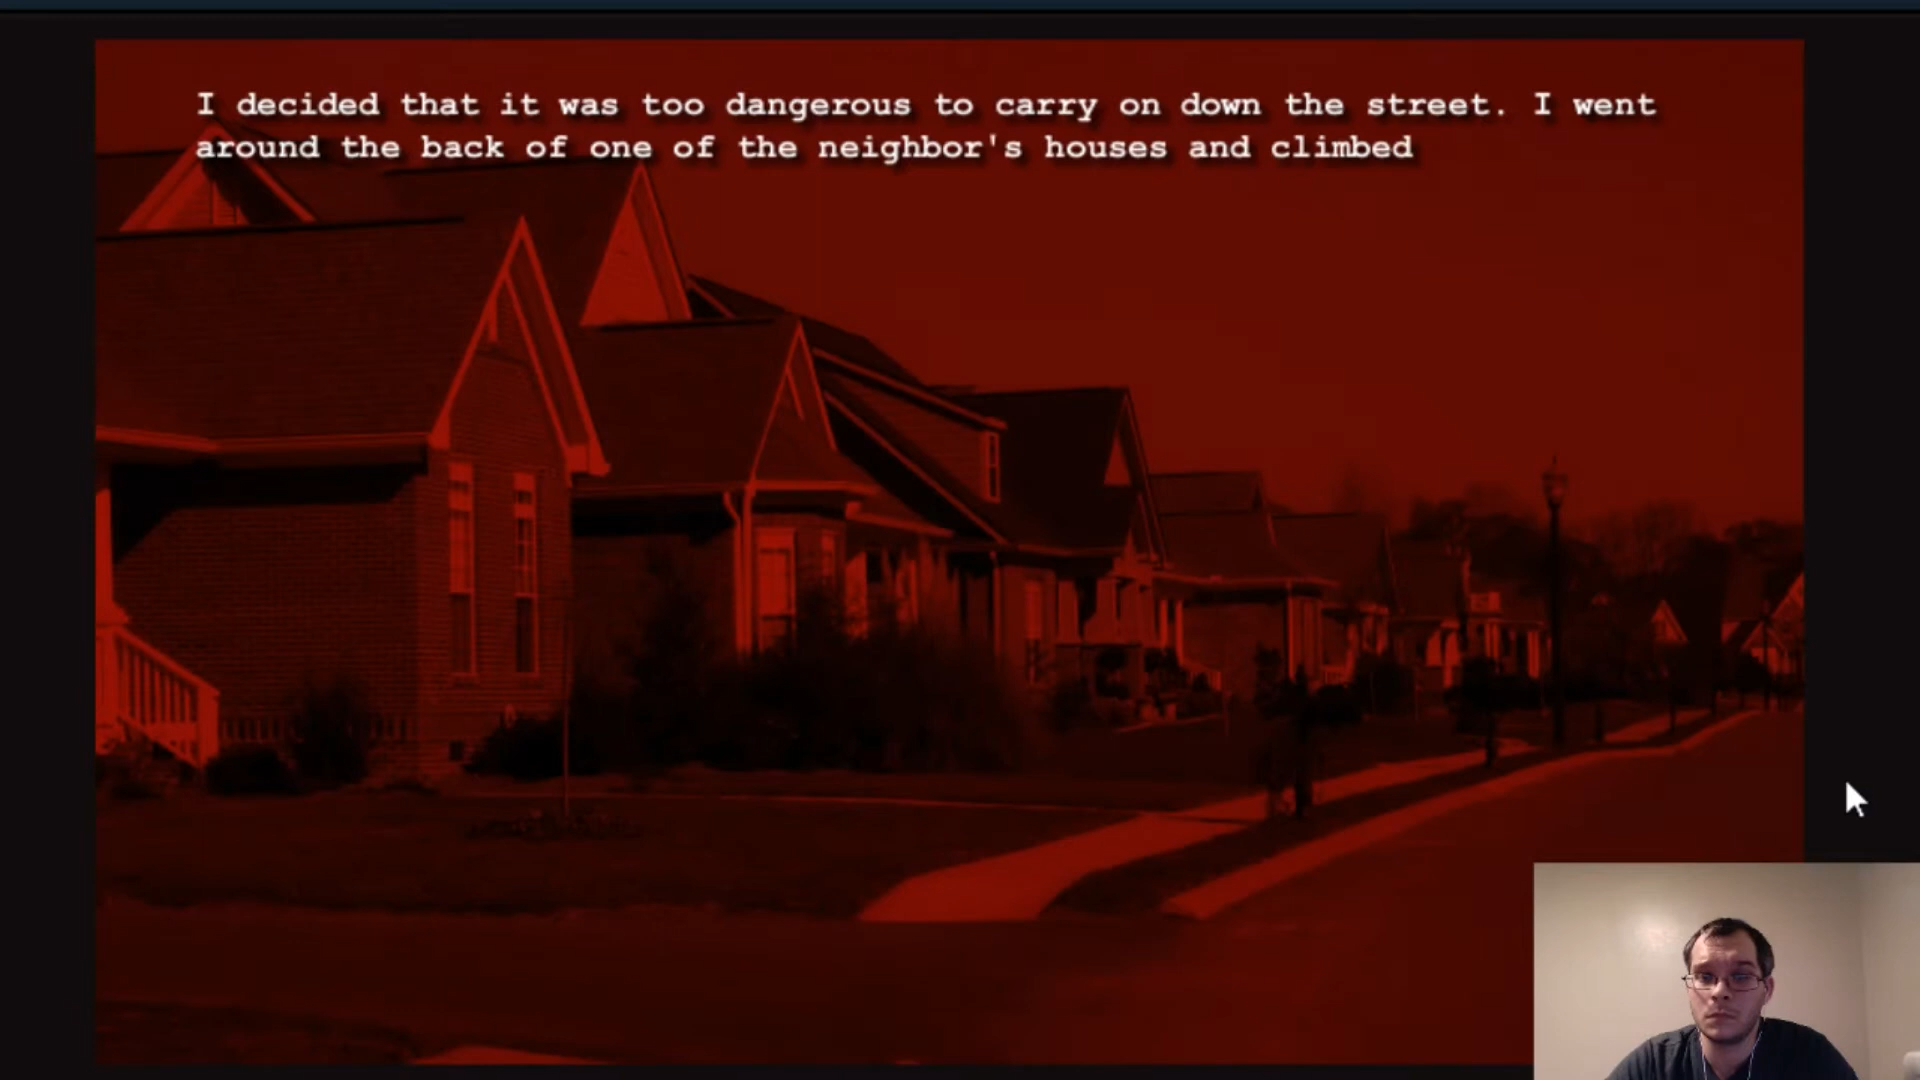 I decided that it was too dangerous to carry on down the street. I went
around the back of one of the neighbor's houses and climbed